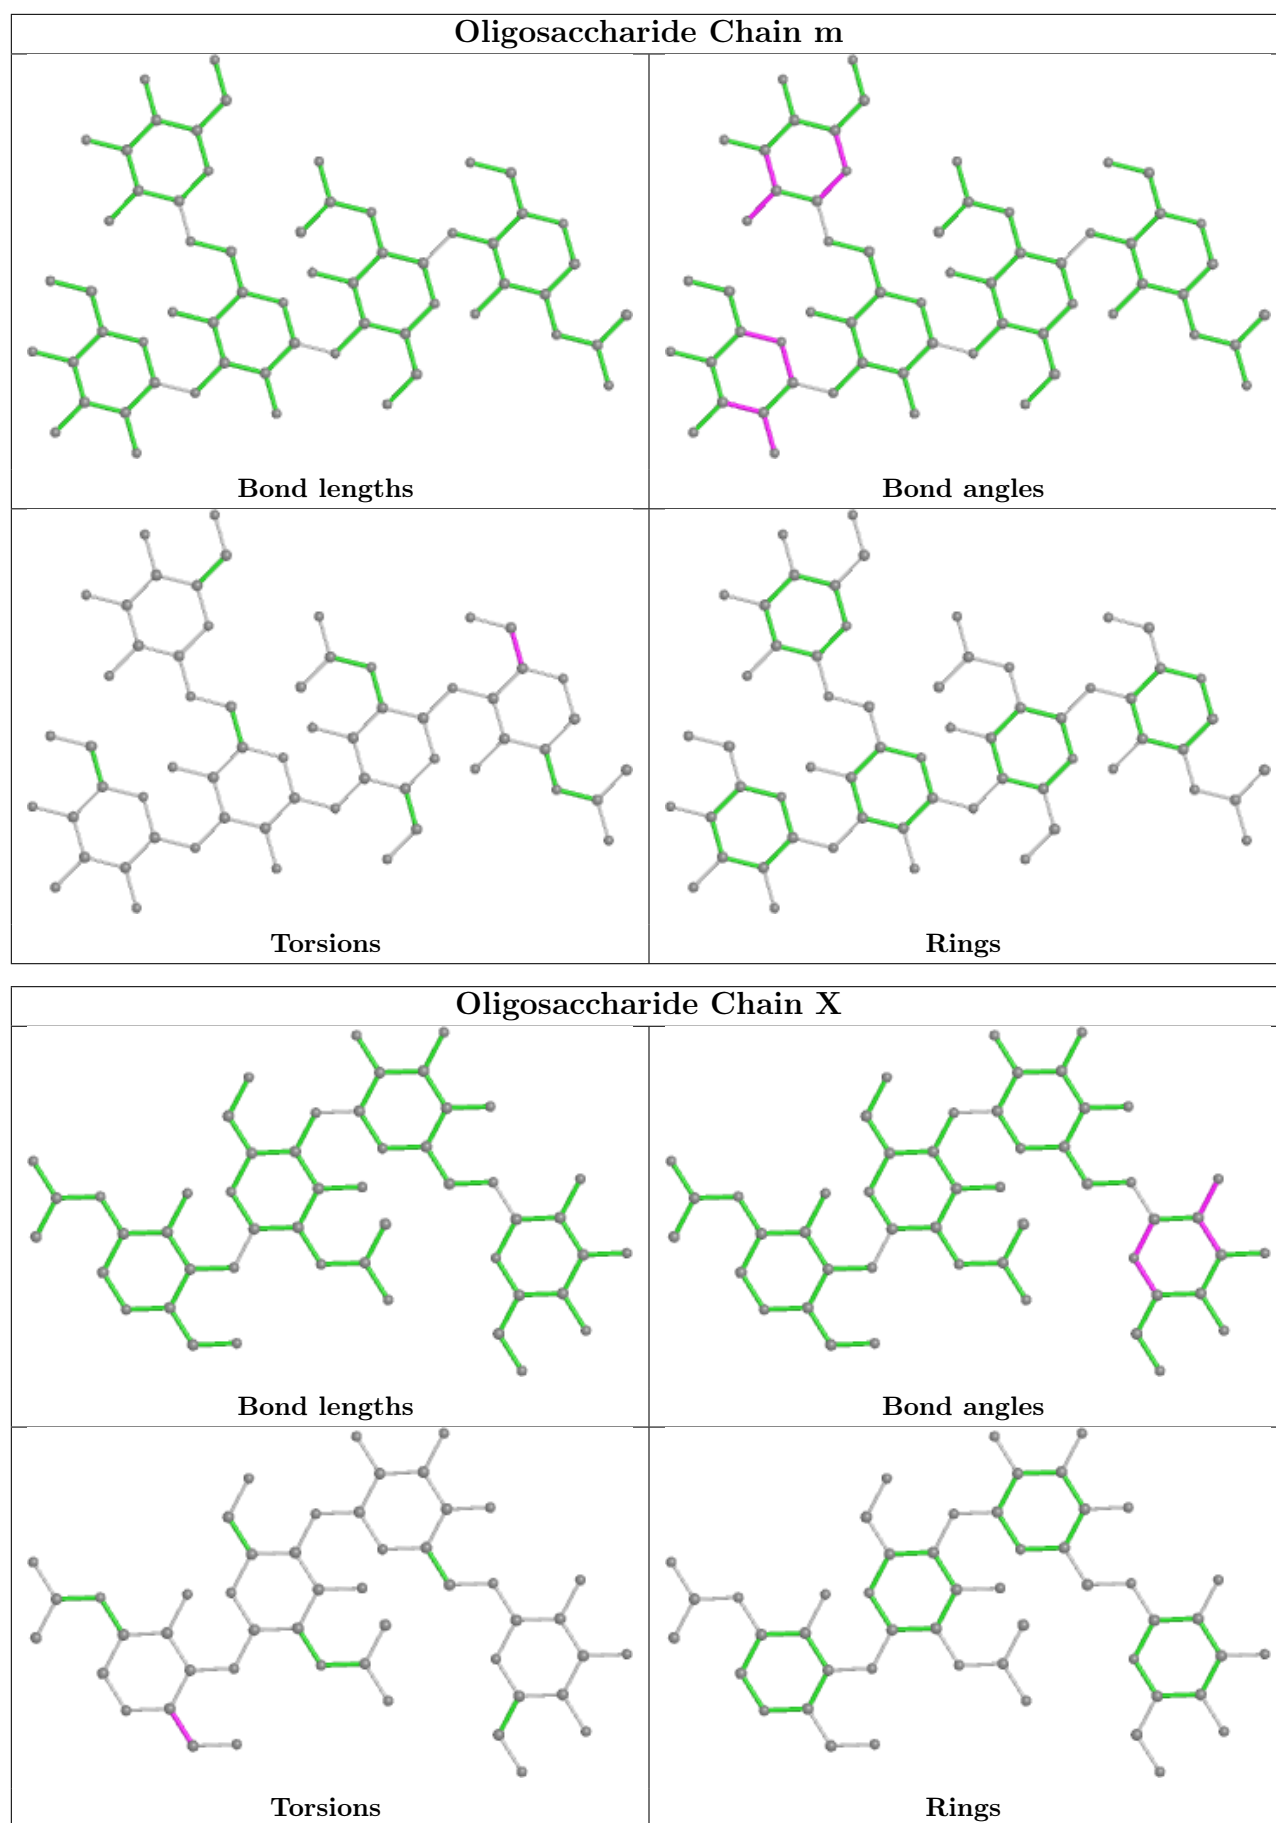 Oligosaccharide Chain m
Bond lengths
Bond angles
Torsions
Rings
Oligosaccharide Chain X
Bond lengths
Bond angles
Torsions
Rings